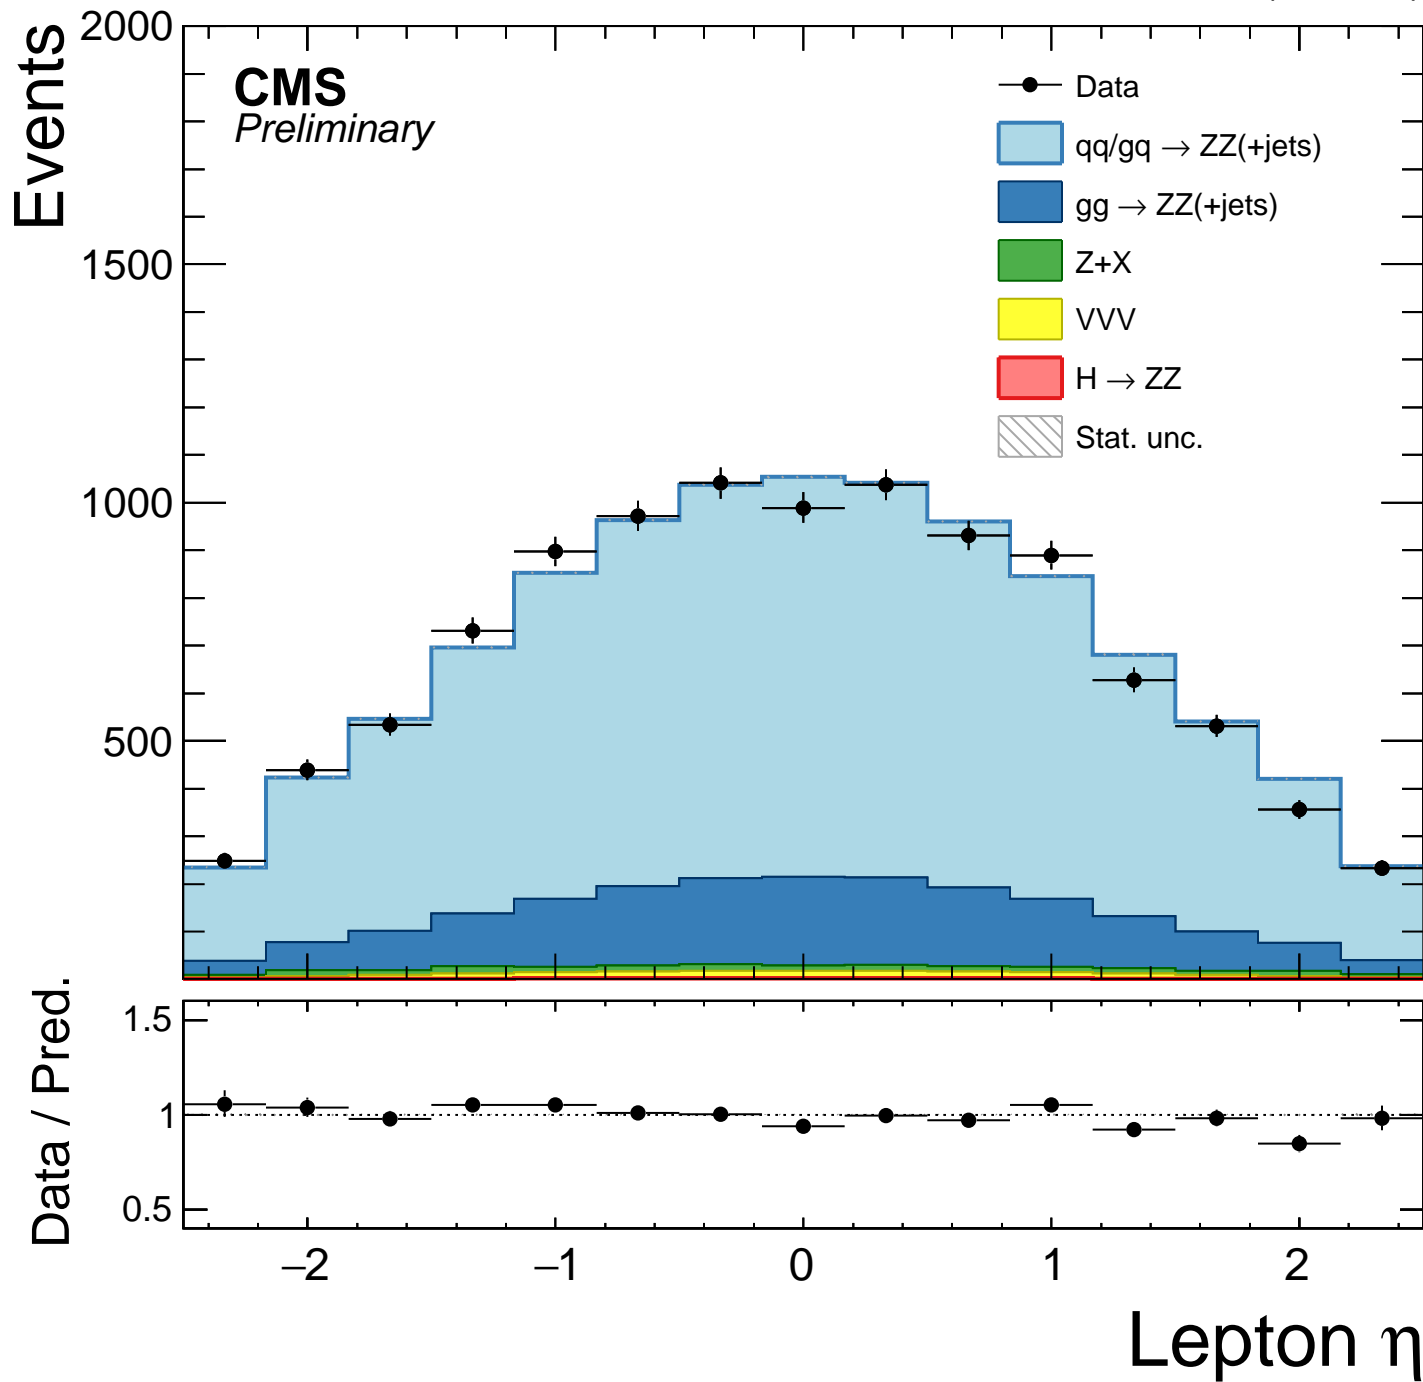 Events
2000
1500
1000
500
CMS
Preliminary
Data
qq/gq → ZZ(+jets)
gg → ZZ(+jets)
Z+X
VVV
H → ZZ
Stat. unc.
Data / Pred.
1.5
1
0.5
−2 −1 0 1 2
Lepton η